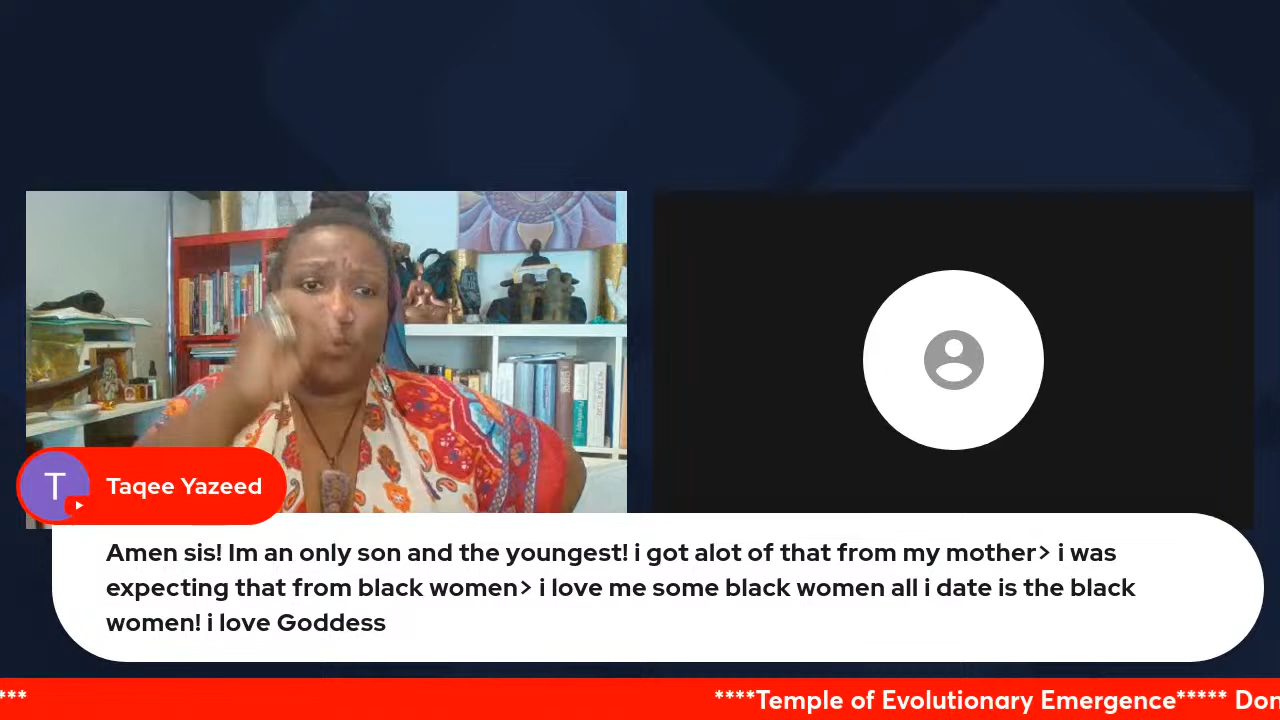 T
Taqee Yazeed
Amen sis! Im an only son and the youngest! i got alot of that from my mother> i was
expecting that from black women> i love me some black women all i date is the black
women! i love Goddess
*** ****Temple of Evolutionary Emergence***** Don